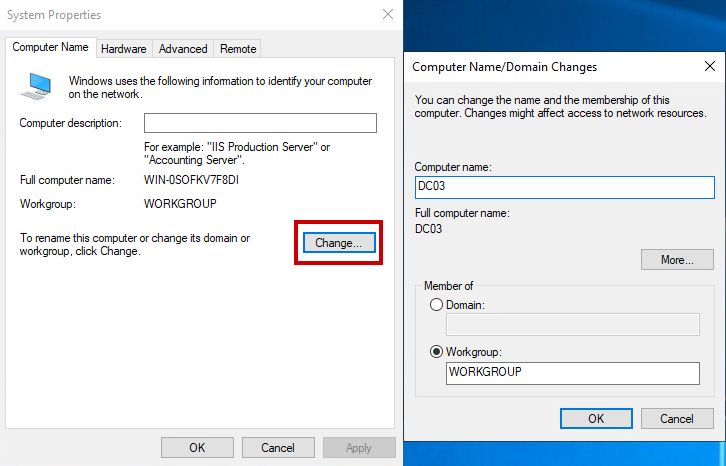 System Properties
Computer Name
Hardware
Advanced
Remote
Windows uses the following information to identify your computer
on the network.
Computer description:
For example: "IIS Production Server" or
"Accounting Server".
Full computer name:
WIN-0SOFKV7F8DI
Workgroup:
WORKGROUP
To rename this computer or change its domain or
workgroup, click Change.
Change...
OK
Cancel
Apply
Computer Name/Domain Changes
You can change the name and the membership of this
computer. Changes might affect access to network resources.
Computer name:
DC03
Full computer name:
DC03
More...
Member of
Domain:
Workgroup:
WORKGROUP
OK
Cancel